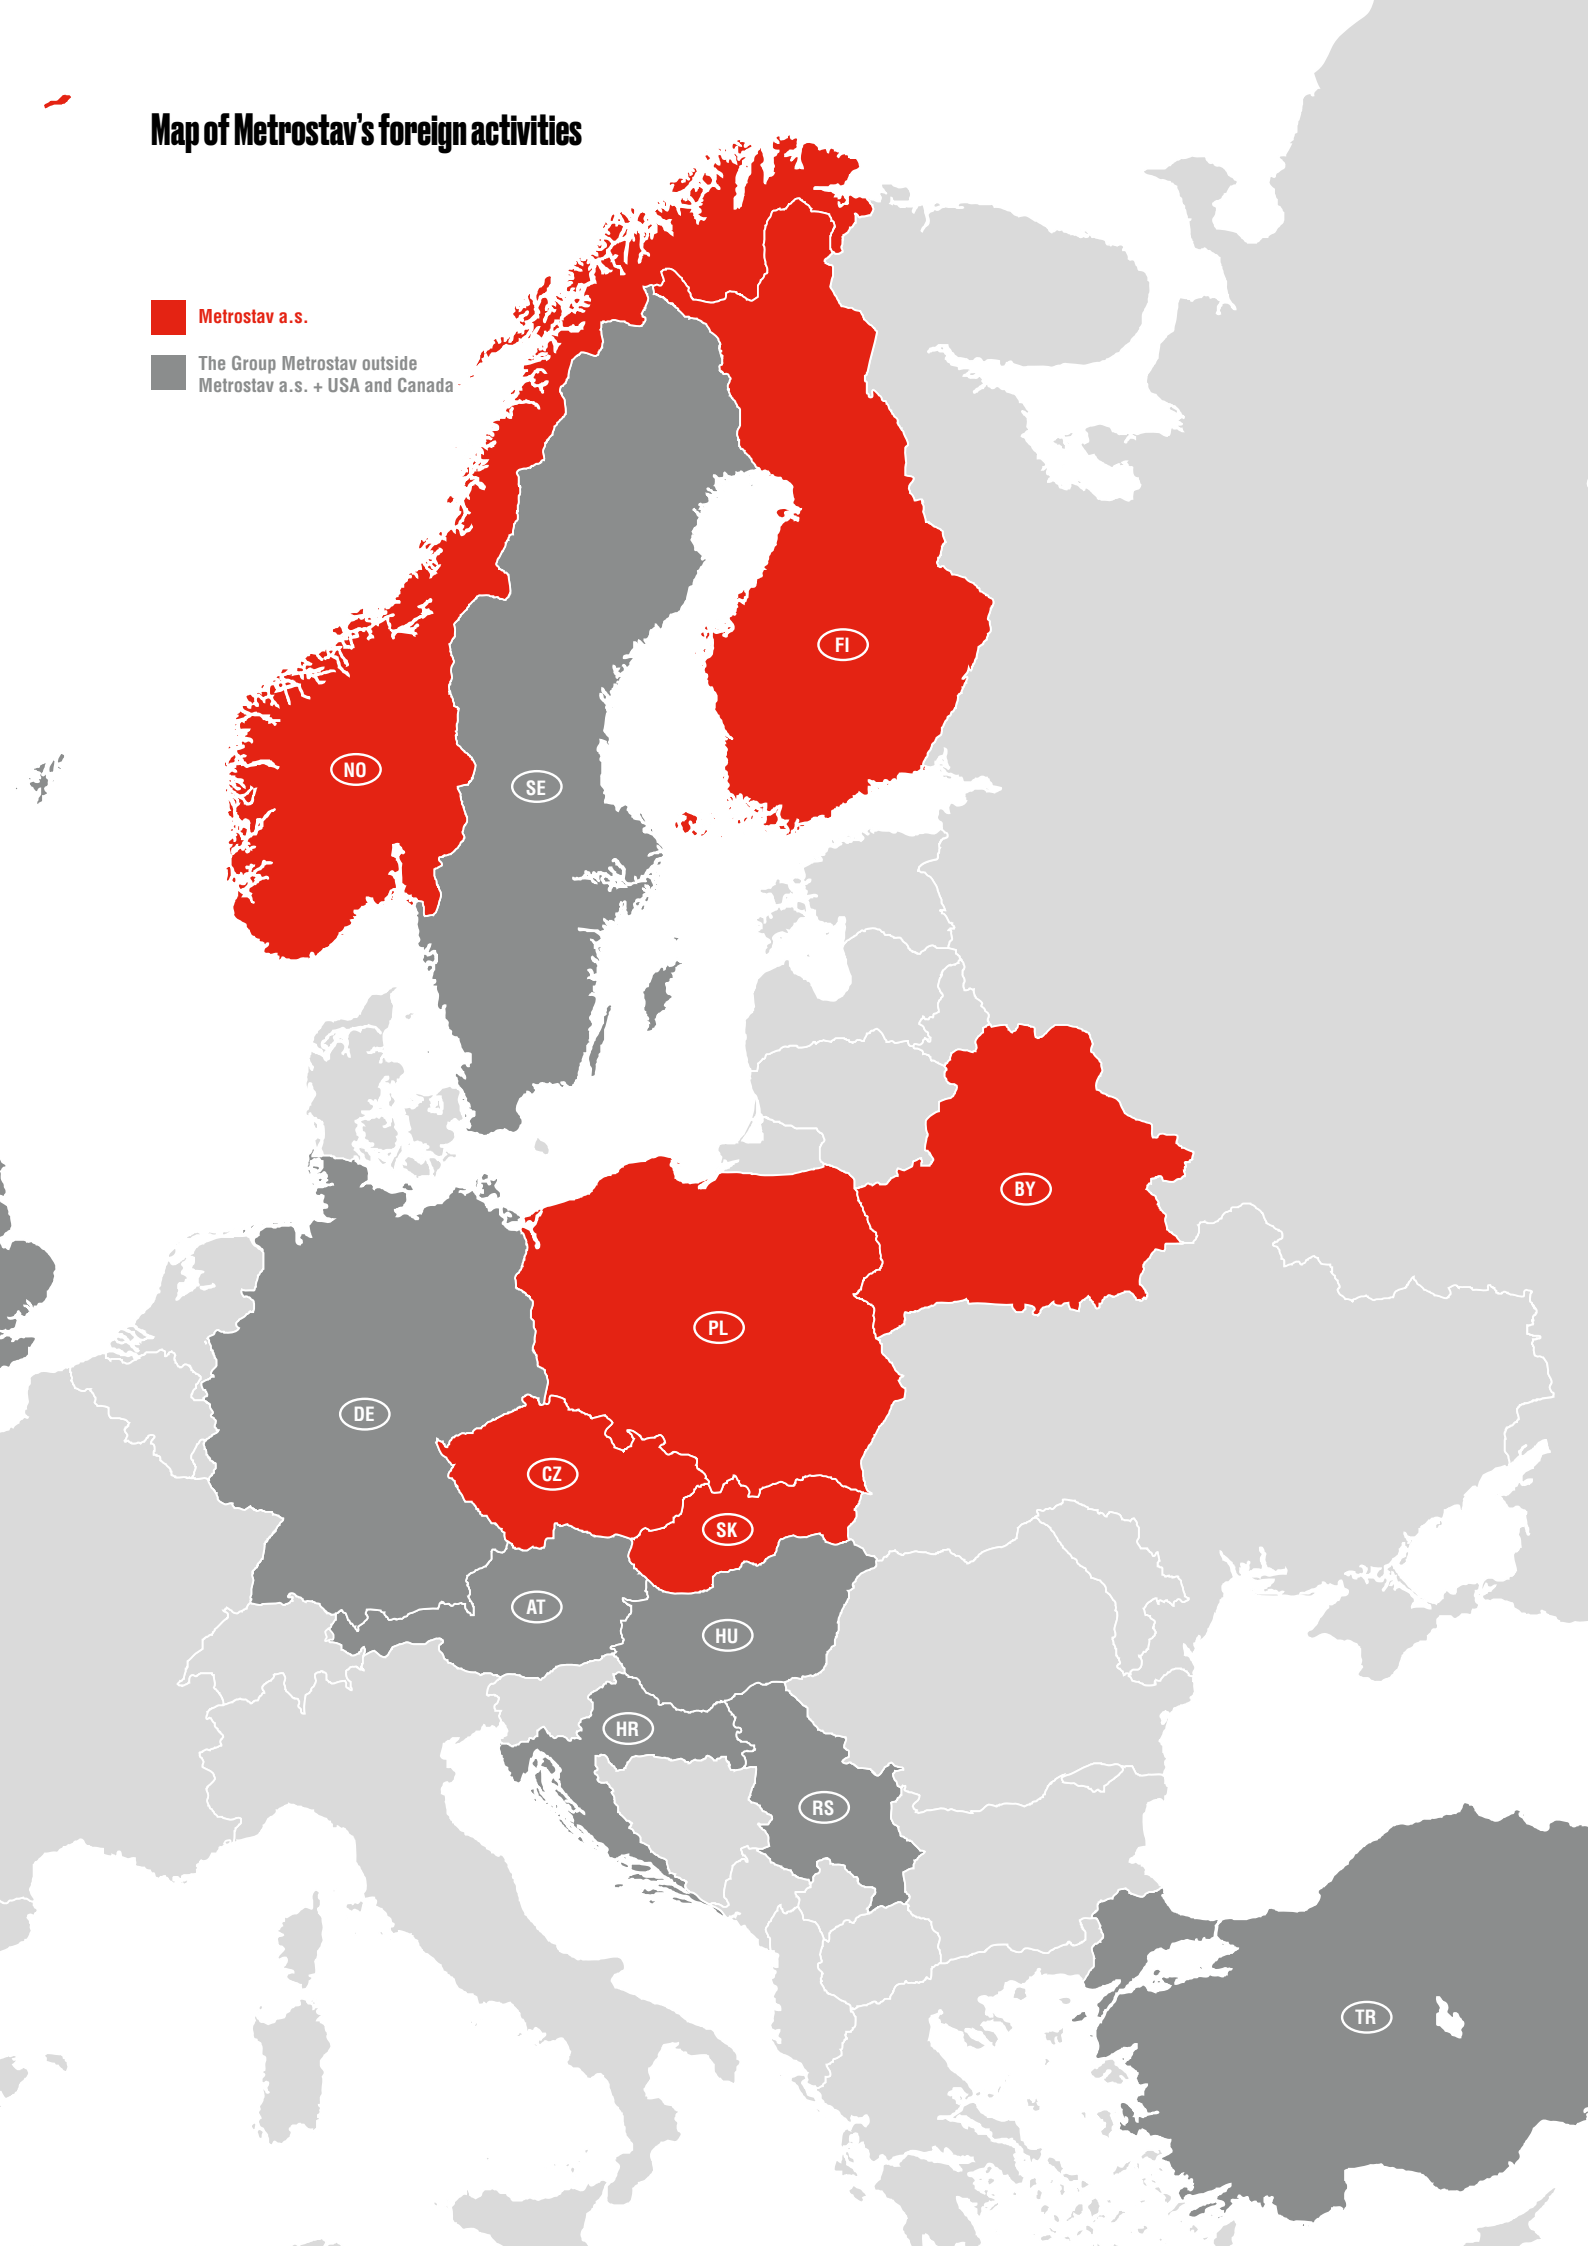 Map of Metrostav's foreign activities
Metrostav a.s.
The Group Metrostav outside
Metrostav a.s. + USA and Canada
FI
NO
SE
BY
PL
DE
CZ
SK
AT
HU
HR
RS
TR